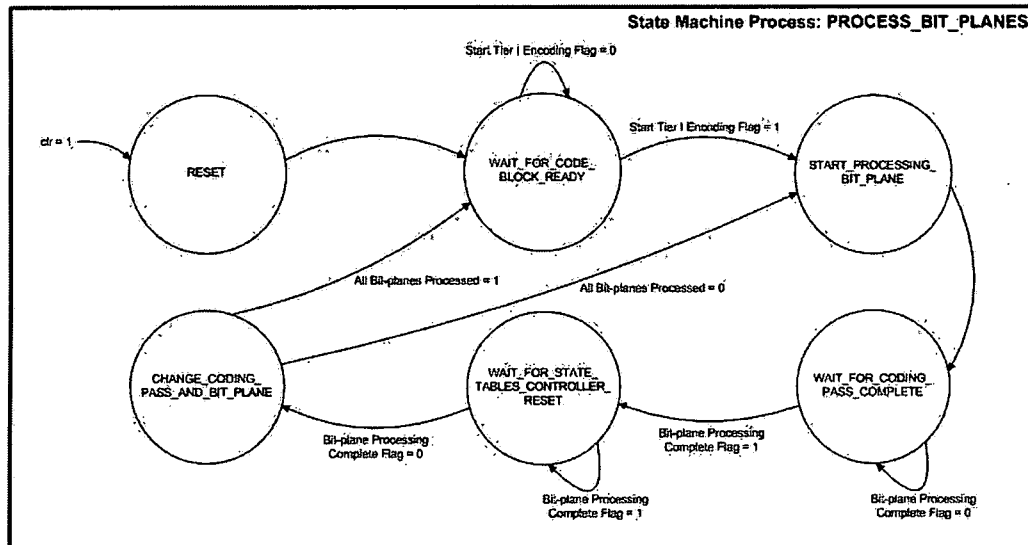 State Machine Process: PROCESS_BIT_PLANES
Start Tier I Encoding Flag = 0
clr = 1
RESET
WAIT_FOR_CODE_
BLOCK_READY
Start Tier I Encoding Flag = 1
START_PROCESSING_
BIT_PLANE
All Bit-planes Processed = 1
All Bit-planes Processed = 0
CHANGE_CODING_
PASS_AND_BIT_PLANE
WAIT_FOR_STATE_
TABLES_CONTROLLER_
RESET
WAIT_FOR_CODING_
PASS_COMPLETE
Bit-plane Processing
Complete Flag = 0
Bit-plane Processing
Complete Flag = 1
Bit-plane Processing
Complete Flag = 1
Bit-plane Processing
Complete Flag = 0